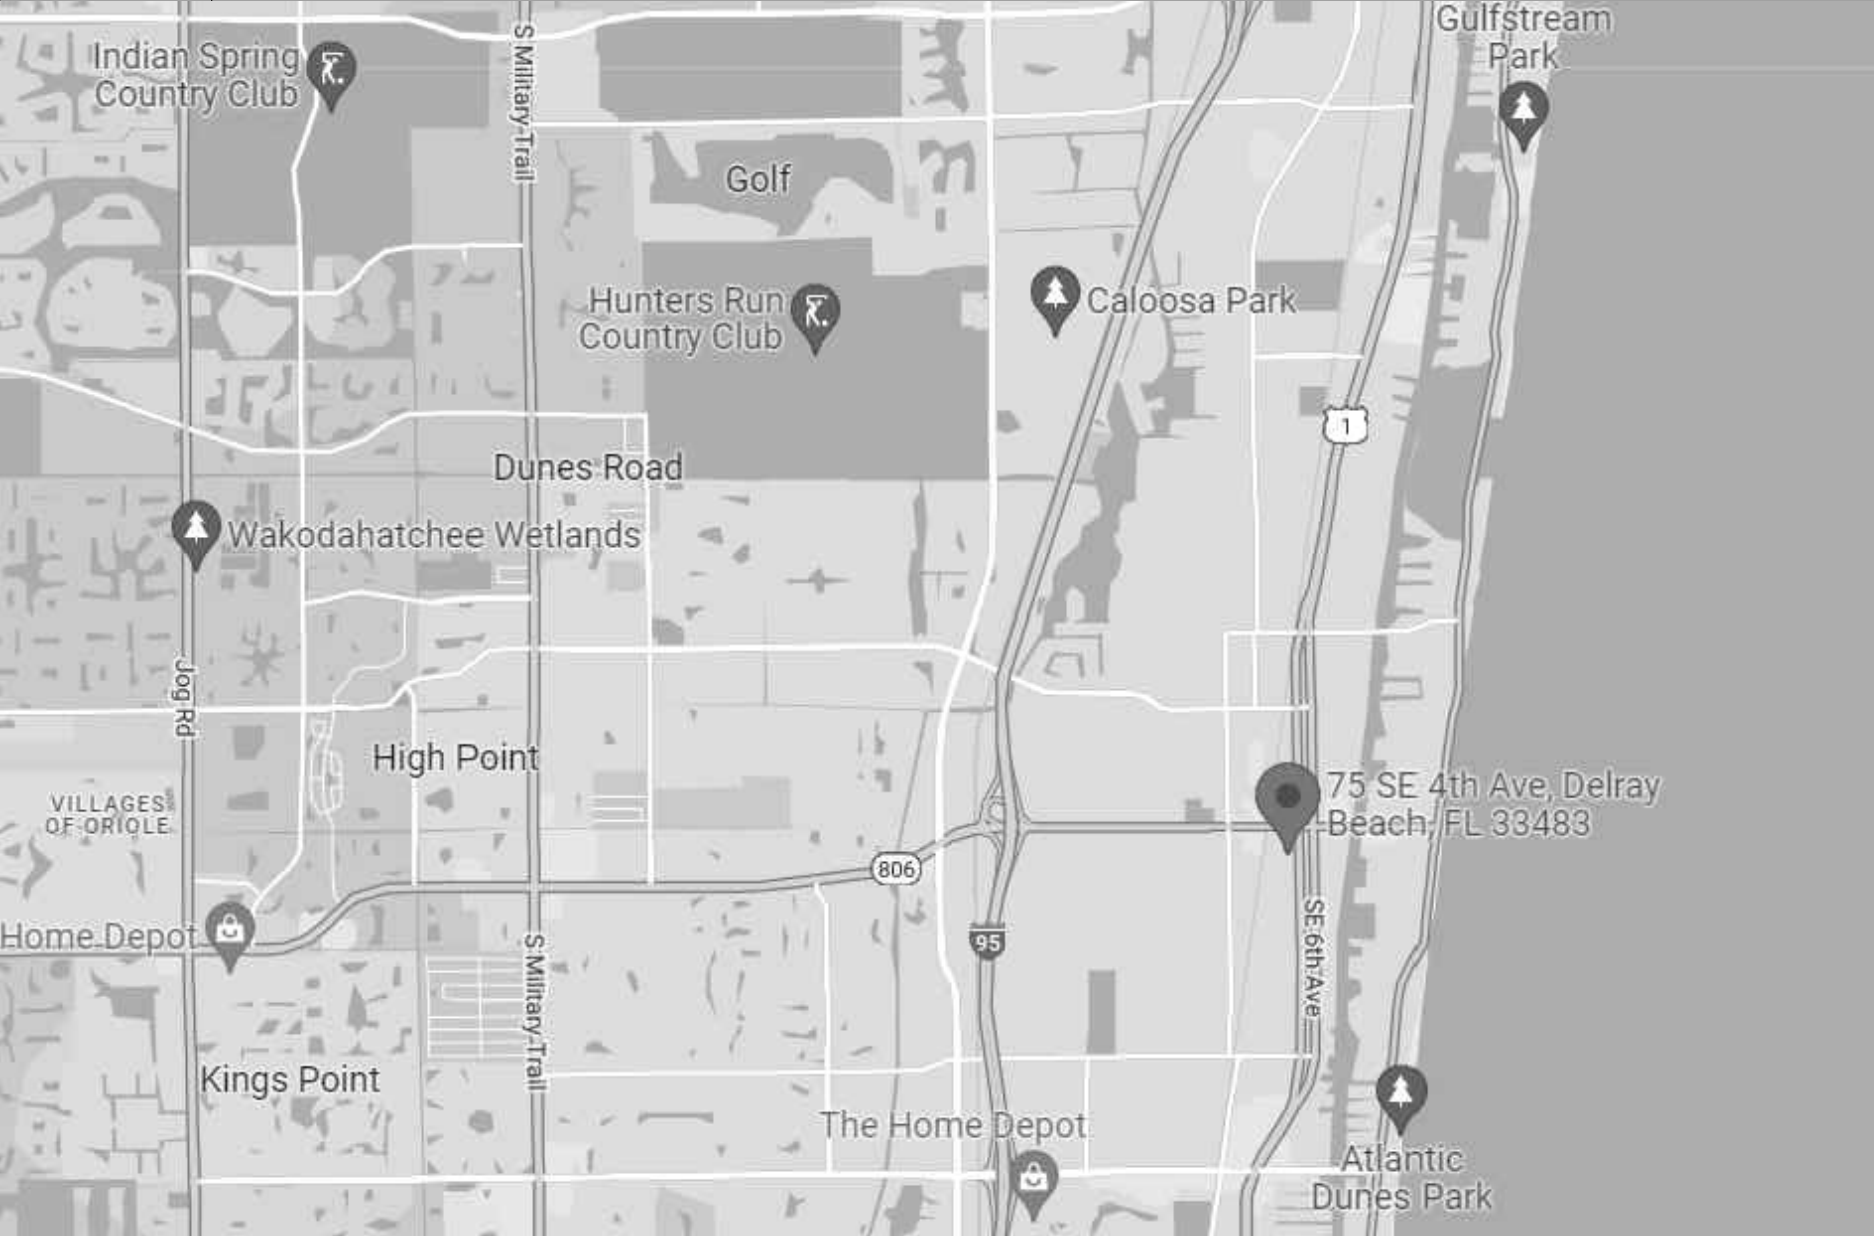 Gulfstream
Park
Indian Spring
Country Club
S Military Trail
Golf
Hunters Run
Country Club
Caloosa Park
1
Dunes Road
Wakodahatchee Wetlands
Jog Rd
High Point
VILLAGES
OF ORIOLE
75 SE 4th Ave, Delray
Beach, FL 33483
806
Home Depot
95
SE 6th Ave
S Military Trail
Kings Point
The Home Depot
Atlantic
Dunes Park